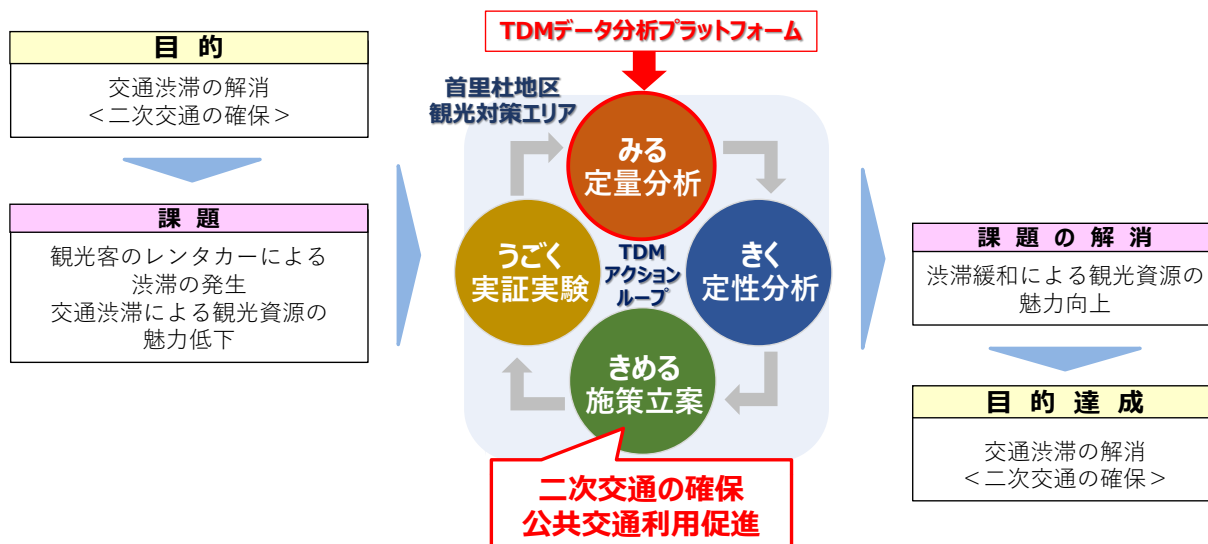 目的
交通渋滞の解消
<二次交通の確保>
課題
観光客のレンタカーによる
渋滞の発生
交通渋滞による観光資源の
魅力低下
TDMデータ分析プラットフォーム
首里杜地区
観光対策エリア
みる
定量分析
きく
定性分析
きめる
施策立案
うごく
実証実験
TDM
アクション
ループ
二次交通の確保
公共交通利用促進
課題の解消
渋滞緩和による観光資源の
魅力向上
目的達成
交通渋滞の解消
<二次交通の確保>